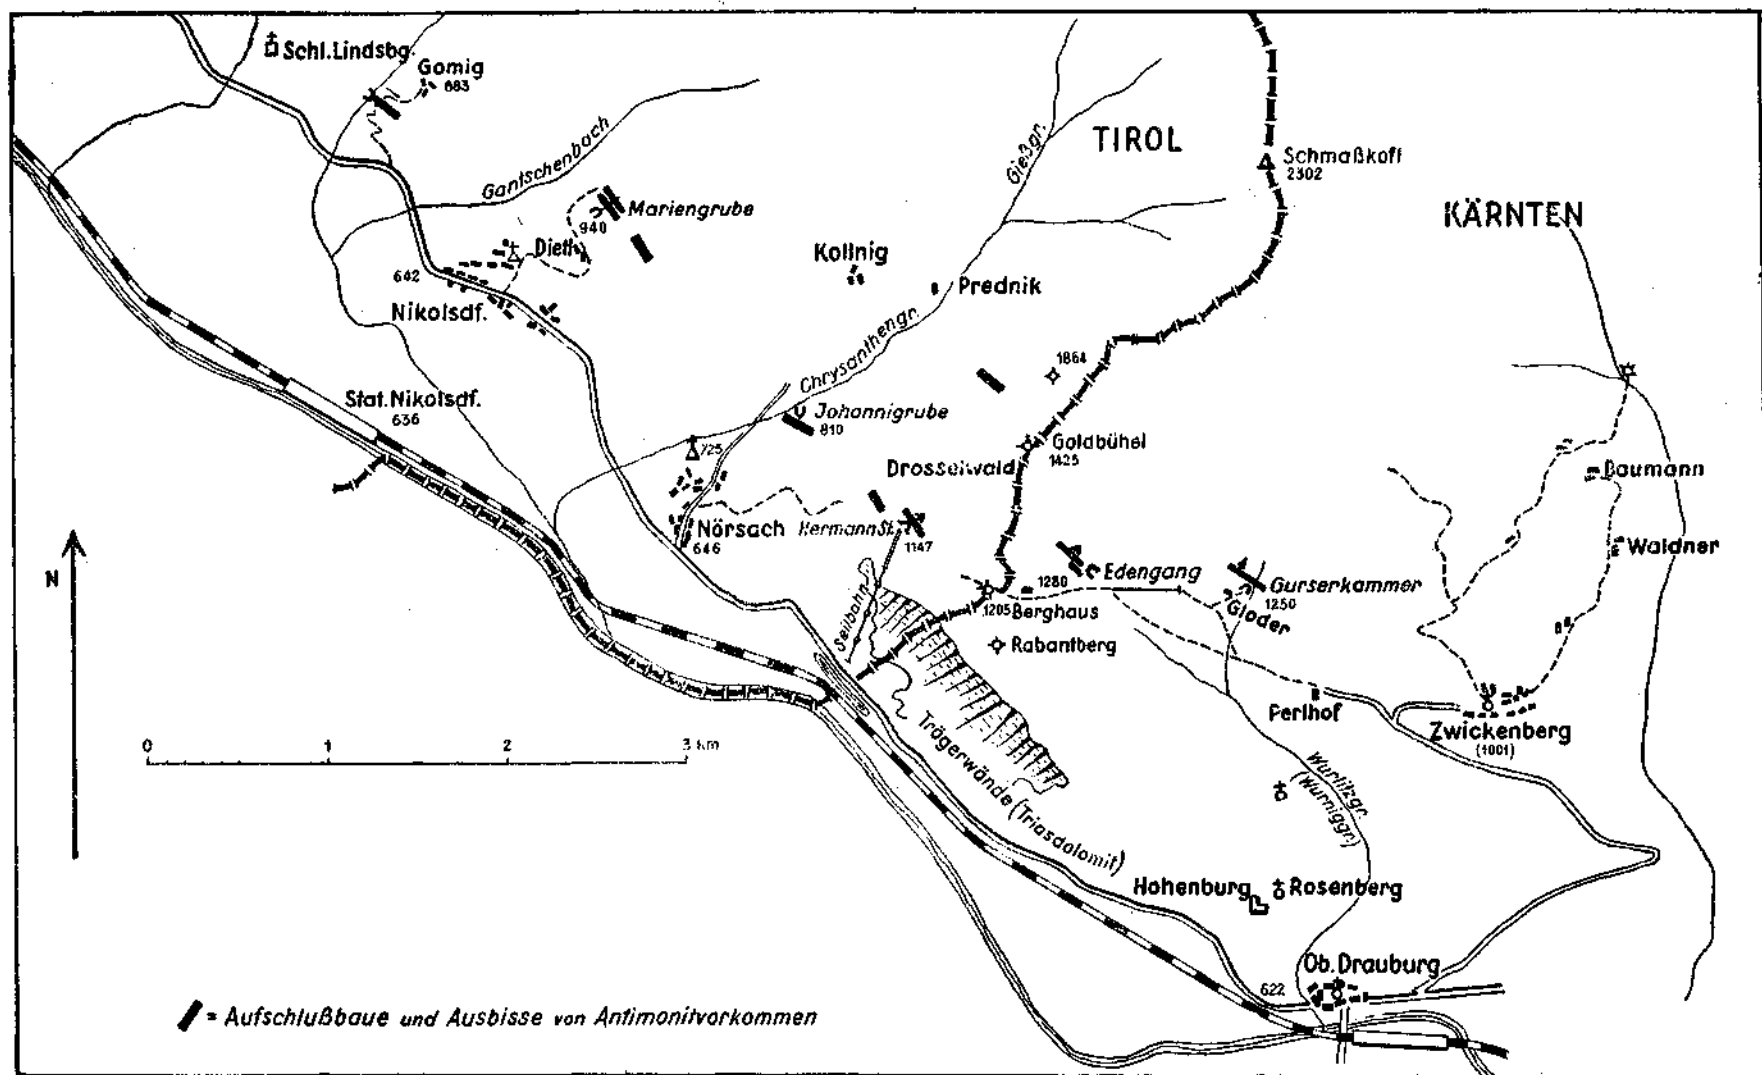 Schl. Lindsbg.
Gomig
683
Gantschenbach
Gießgr.
TIROL
Schmaßkofl
2302
KÄRNTEN
Mariengrube
940
Dieth
642
Nikolsdf.
Kollnig
Prednik
Chrysanthengr.
1864
Stat. Nikolsdf.
636
Johannigrube
810
725
Goldbühel
1425
Drosselwald
Baumann
Nörsach
646
Hermann St.
1147
Waldner
N
1280
Edengang
Gurserkammer
1250
Gloder
1205 Berghaus
Seilbahn
Rabantberg
Perlhof
Zwickenberg
(1001)
0 1 2 3 km
Trägerwände (Triasdolomit)
Wurlitzgr.
(Wurniggr.)
Hohenburg
Rosenberg
Ob. Drauburg
622
= Aufschlußbaue und Ausbisse von Antimonitvorkommen